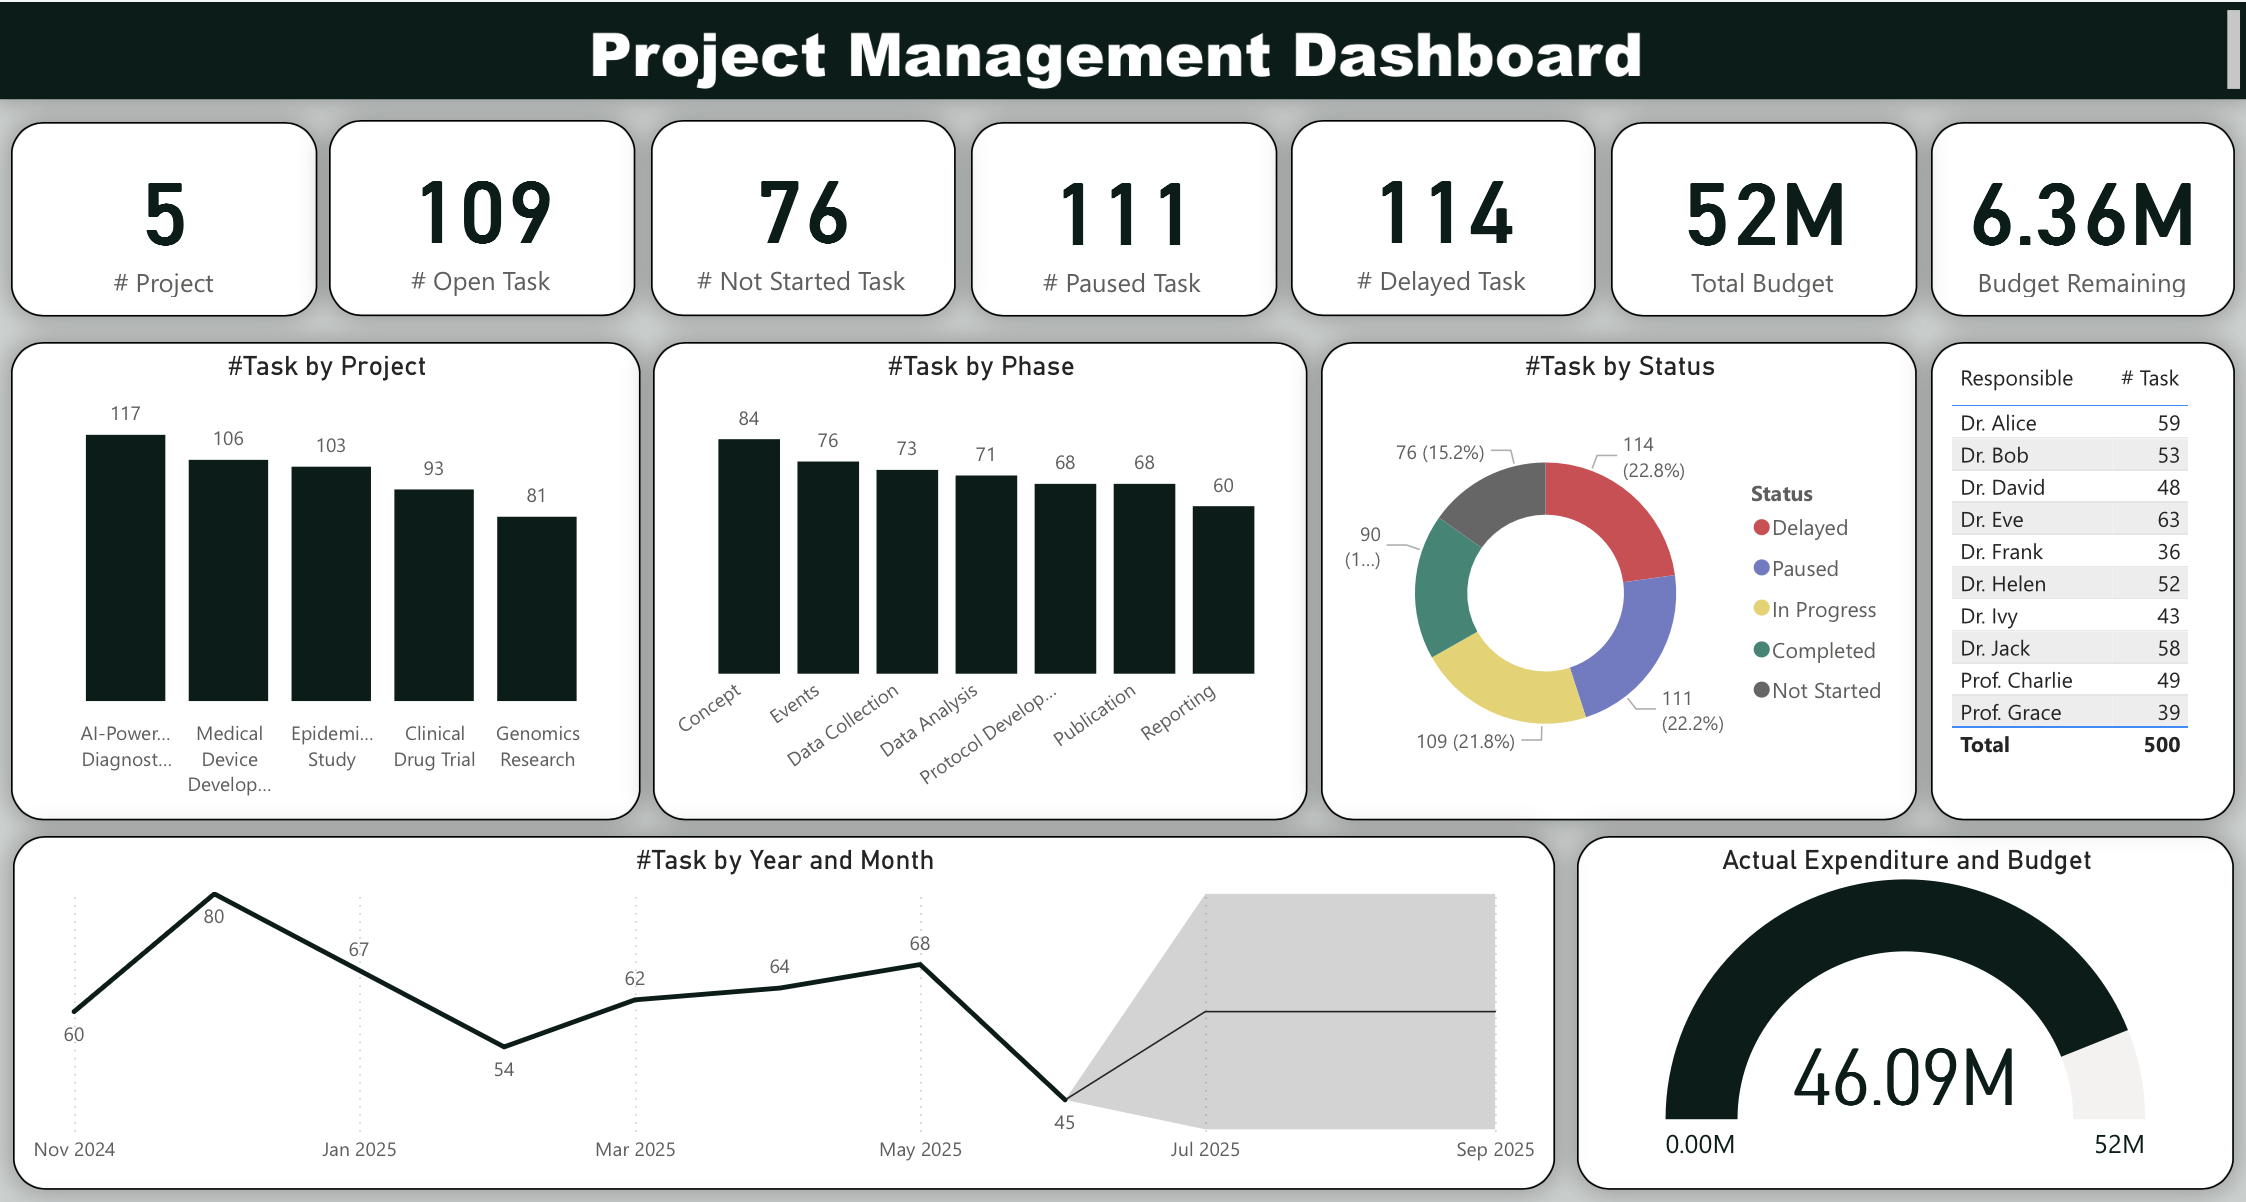 Project Management Dashboard
5
# Project
109
# Open Task
76
# Not Started Task
111
# Paused Task
114
# Delayed Task
52M
Total Budget
6.36M
Budget Remaining
#Task by Project
117
106
103
93
81
AI-Power...
Diagnost...
Medical
Device
Develop...
Epidemi...
Study
Clinical
Drug Trial
Genomics
Research
#Task by Phase
84
76
73
71
68
68
60
Concept
Events
Data Collection
Data Analysis
Protocol Develop...
Publication
Reporting
#Task by Status
76 (15.2%)
114
(22.8%)
90
(1...)
109 (21.8%)
111
(22.2%)
Status
Delayed
Paused
In Progress
Completed
Not Started
Responsible # Task
Dr. Alice 59
Dr. Bob 53
Dr. David 48
Dr. Eve 63
Dr. Frank 36
Dr. Helen 52
Dr. Ivy 43
Dr. Jack 58
Prof. Charlie 49
Prof. Grace 39
Total 500
#Task by Year and Month
60
80
67
54
62
64
68
45
Nov 2024
Jan 2025
Mar 2025
May 2025
Jul 2025
Sep 2025
Actual Expenditure and Budget
46.09M
0.00M
52M